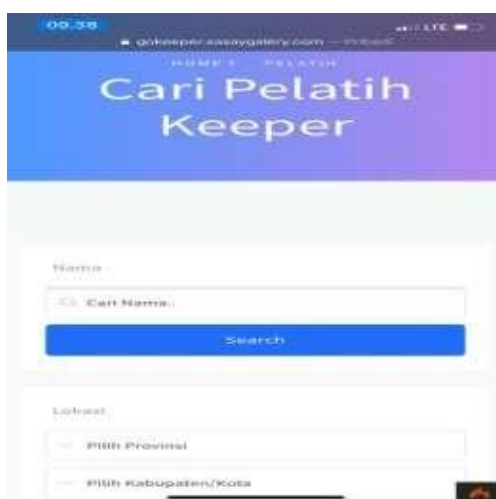 09.38
LTE
gokeeper.sasaygallery.com — Pribadi
HOME PELATIH
Cari Pelatih
Keeper
Nama
Cari Nama..
Search
Lokasi
Pilih Provinsi
Pilih Kabupaten/Kota